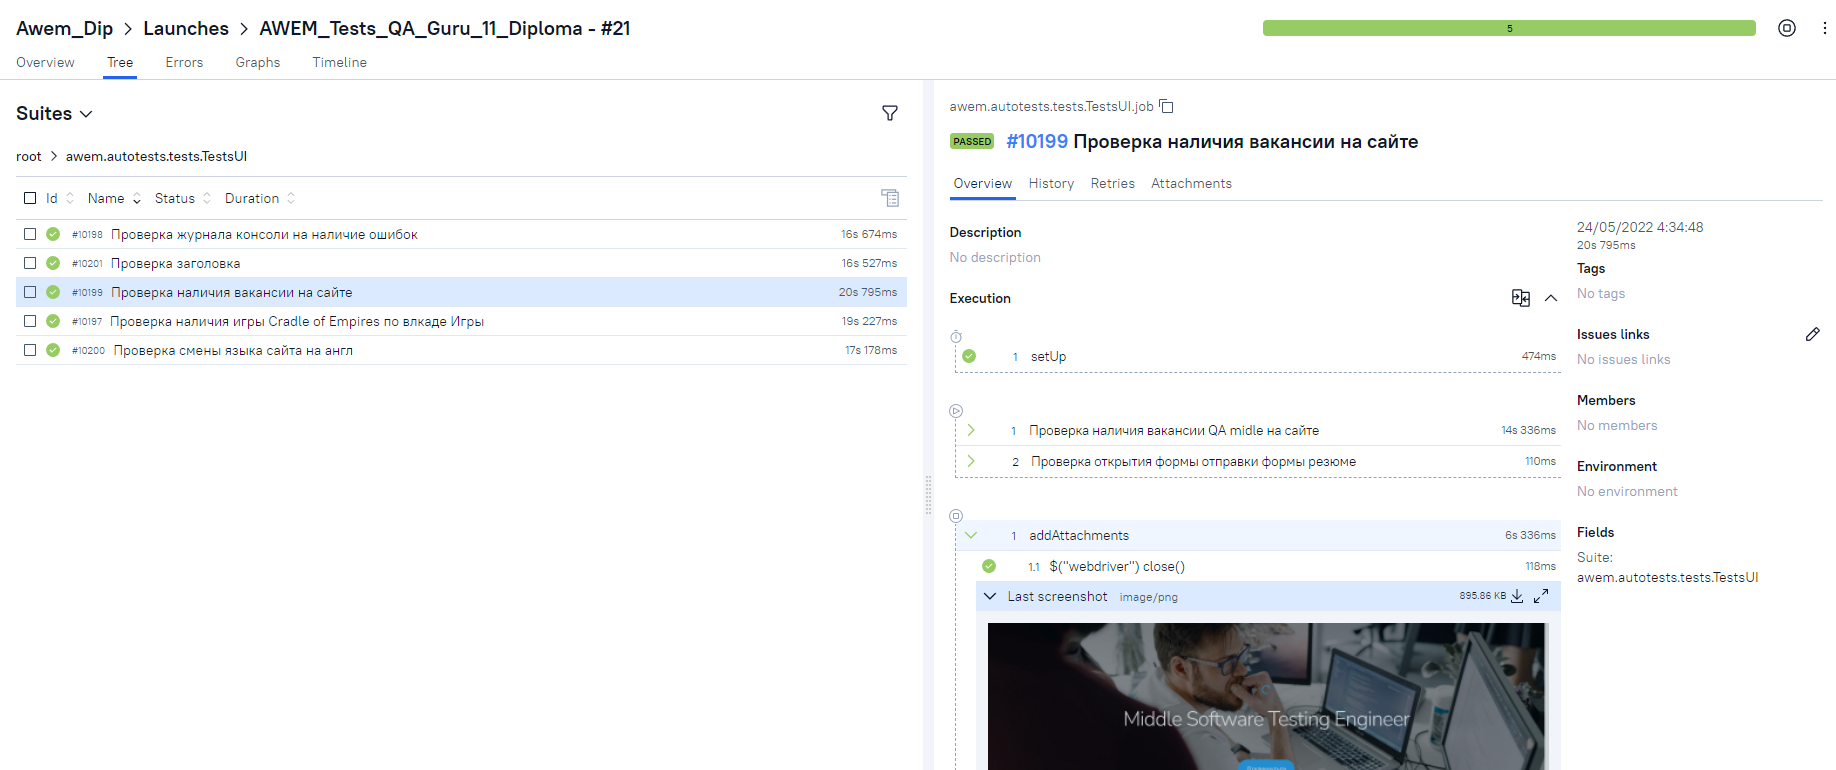 Awem_Dip > Launches > AWEM_Tests_QA_Guru_11_Diploma - #21
5
Overview Tree Errors Graphs Timeline
Suites
root > awem.autotests.tests.TestsUI
Id Name Status Duration
#10198 Проверка журнала консоли на наличие ошибок 16s 674ms
#10201 Проверка заголовка 16s 527ms
#10199 Проверка наличия вакансии на сайте 20s 795ms
#10197 Проверка наличия игры Cradle of Empires по влкаде Игры 19s 227ms
#10200 Проверка смены языка сайта на англ 17s 178ms
awem.autotests.tests.TestsUI.job
PASSED #10199 Проверка наличия вакансии на сайте
Overview History Retries Attachments
Description
No description
Execution
1 setUp 474ms
1 Проверка наличия вакансии QA midle на сайте 14s 336ms
2 Проверка открытия формы отправки формы резюме 110ms
1 addAttachments 6s 336ms
1.1 $("webdriver") close() 118ms
Last screenshot image/png 895.86 KB
Middle Software Testing Engineer
24/05/2022 4:34:48
20s 795ms
Tags
No tags
Issues links
No issues links
Members
No members
Environment
No environment
Fields
Suite:
awem.autotests.tests.TestsUI